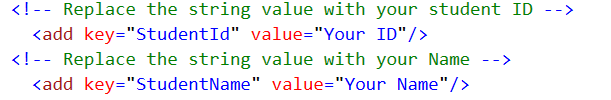 <!-- Replace the string value with your student ID -->
<add key="StudentId" value="Your ID"/>
<!-- Replace the string value with your Name -->
<add key="StudentName" value="Your Name"/>